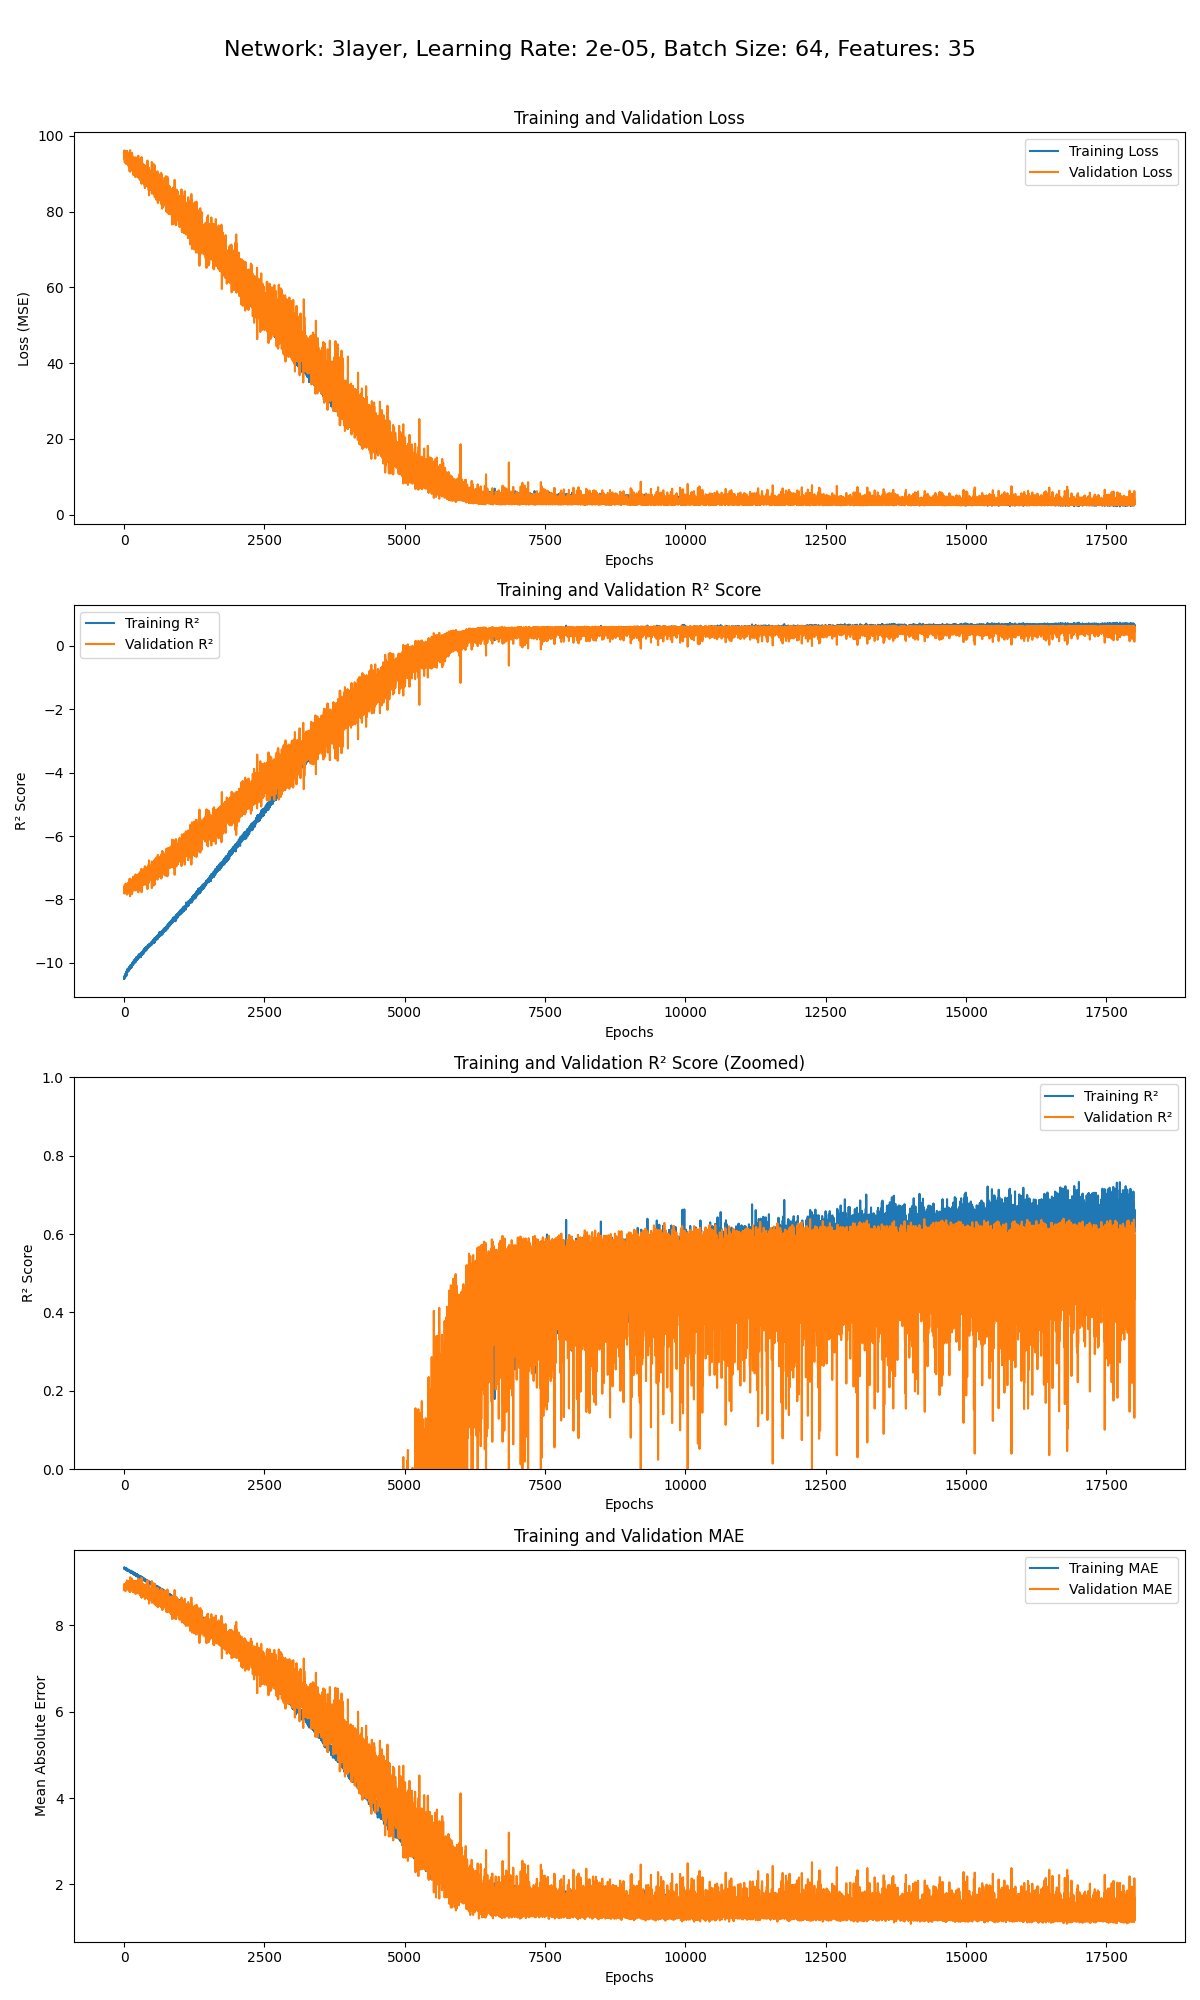 Network: 3layer, Learning Rate: 2e-05, Batch Size: 64, Features: 35
Training and Validation Loss
100
80
60
40
20
0
Loss (MSE)
Training Loss
Validation Loss
0 2500 5000 7500 10000 12500 15000 17500
Epochs
Training and Validation R² Score
0
−2
−4
−6
−8
−10
R² Score
Training R²
Validation R²
0 2500 5000 7500 10000 12500 15000 17500
Epochs
Training and Validation R² Score (Zoomed)
1.0
0.8
0.6
0.4
0.2
0.0
R² Score
Training R²
Validation R²
0 2500 5000 7500 10000 12500 15000 17500
Epochs
Training and Validation MAE
8
6
4
2
Mean Absolute Error
Training MAE
Validation MAE
0 2500 5000 7500 10000 12500 15000 17500
Epochs